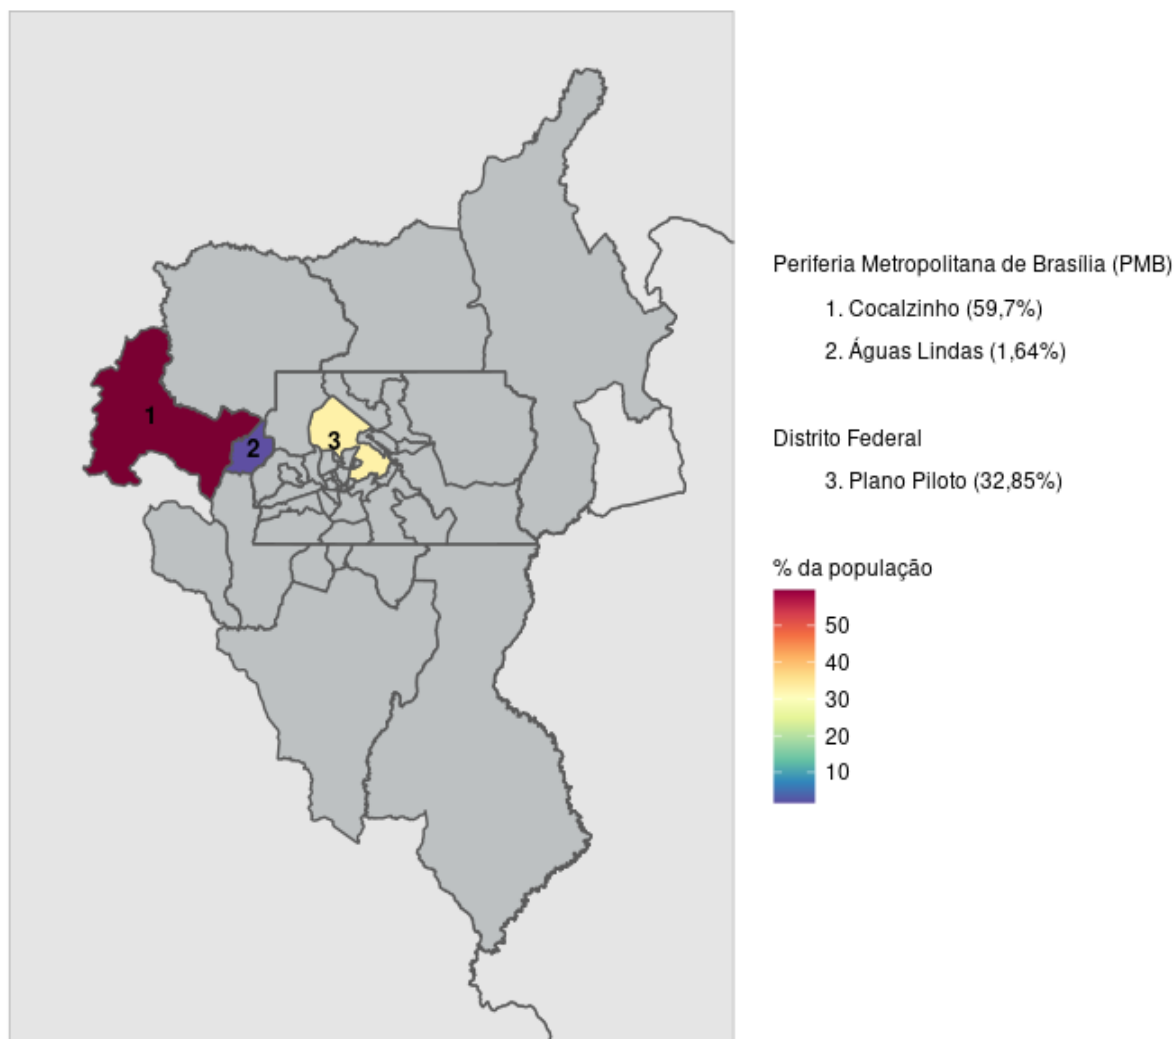 1
2
3
Periferia Metropolitana de Brasília (PMB)
1. Cocalzinho (59,7%)
2. Águas Lindas (1,64%)
Distrito Federal
3. Plano Piloto (32,85%)
% da população
50
40
30
20
10